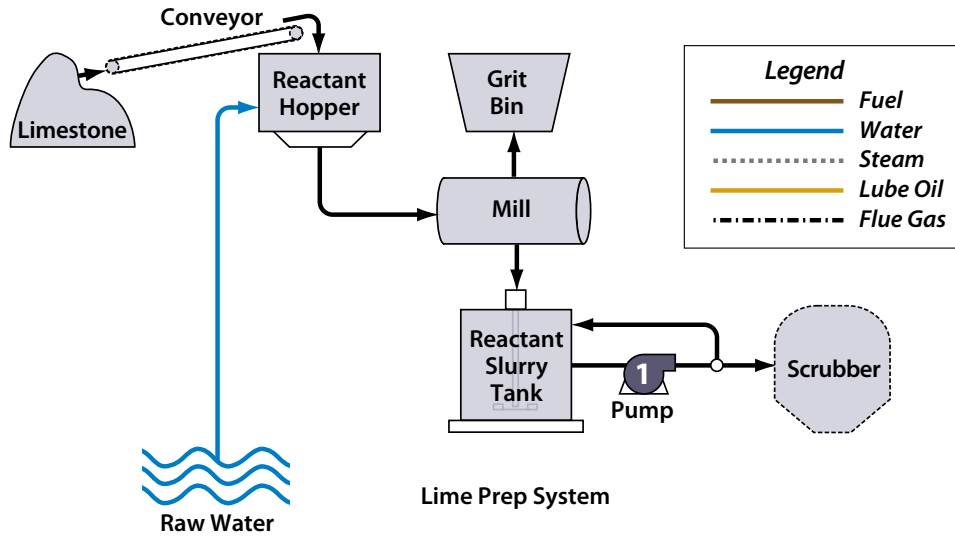 Conveyor
Limestone
Reactant
Hopper
Grit
Bin
Mill
Legend
Fuel
Water
Steam
Lube Oil
Flue Gas
Reactant
Slurry
Tank
1
Pump
Scrubber
Raw Water
Lime Prep System